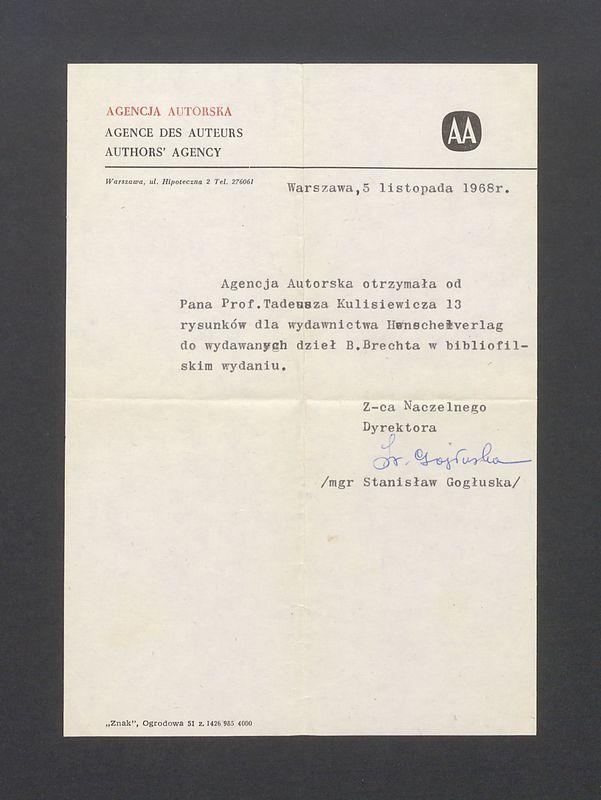 AGENCJA AUTORSKA
AGENCE DES AUTEURS
AUTHORS' AGENCY
AA
Warszawa, ul. Hipoteczna 2 Tel. 276061
Warszawa,5 listopada 1968r.
Agencja Autorska otrzymała od
Pana Prof.Tadeusza Kulisiewicza 13
rysunków dla wydawnictwa Henschelverlag
do wydawanych dzieł B.Brechta w bibliofil-
skim wydaniu.
Z-ca Naczelnego
Dyrektora
St. Gogłuska
/mgr Stanisław Gogłuska/
„Znak", Ogrodowa 51 z. 1426 985 4000